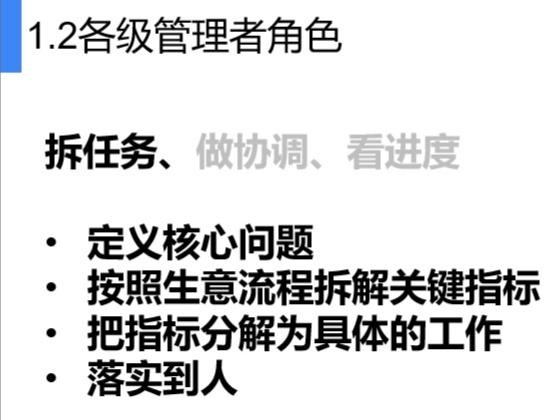 1.2各级管理者角色
拆任务、做协调、看进度
• 定义核心问题
• 按照生意流程拆解关键指标
• 把指标分解为具体的工作
• 落实到人